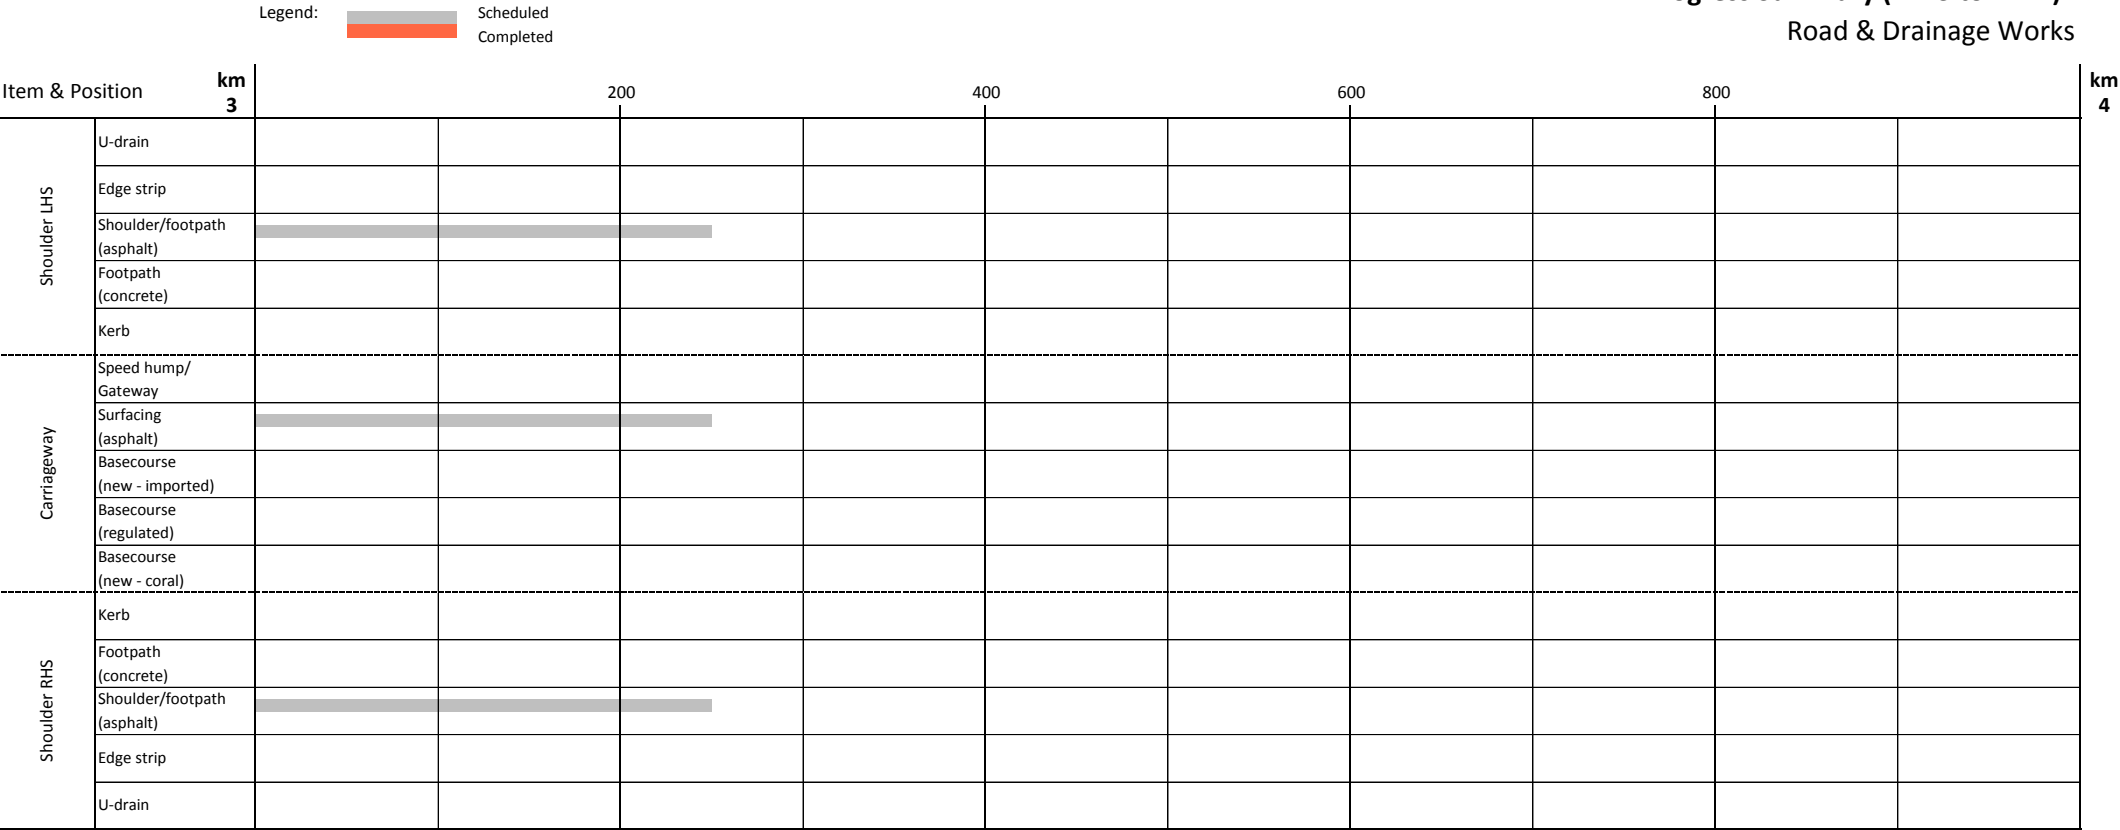 Legend:
Scheduled
Completed
Road & Drainage Works
Item & Position
km
3
200
400
600
800
km
4
Shoulder LHS
U-drain
Edge strip
Shoulder/footpath
(asphalt)
Footpath
(concrete)
Kerb
Carriageway
Speed hump/
Gateway
Surfacing
(asphalt)
Basecourse
(new - imported)
Basecourse
(regulated)
Basecourse
(new - coral)
Shoulder RHS
Kerb
Footpath
(concrete)
Shoulder/footpath
(asphalt)
Edge strip
U-drain